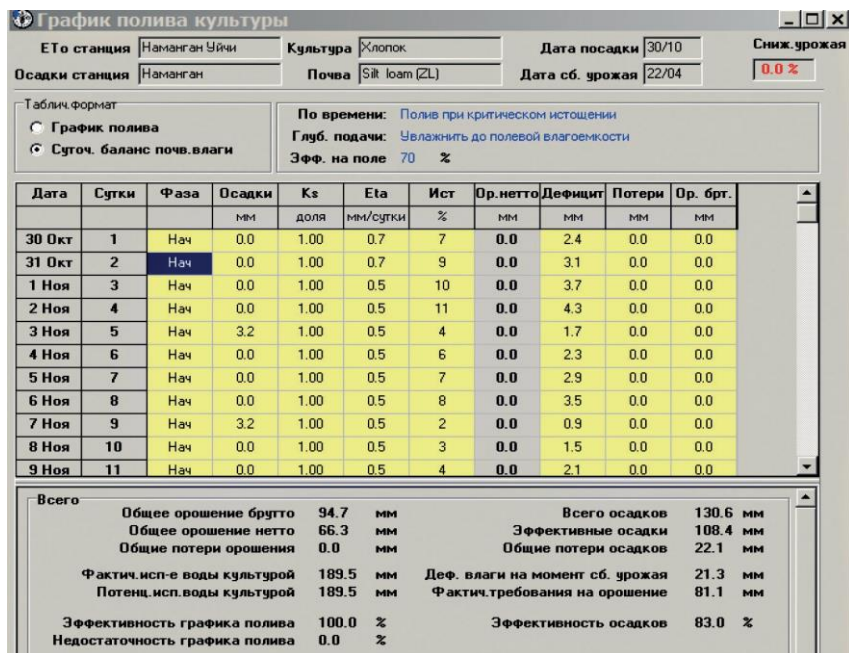 График полива культуры
ЕТо станция Наманган Уйчи Культура Хлопок Дата посадки 30/10 Сниж.урожая
Осадки станция Наманган Почва Silt loam (ZL) Дата сб. урожая 22/04 0.0 %
Таблич.формат
График полива
Суточ. баланс почв.влаги
По времени: Полив при критическом истощении
Глуб. подачи: Увлажнить до полевой влагоемкости
Эфф. на поле 70 %
Дата Сутки Фаза Осадки Ks Eta Ист Ор.нетто Дефицит Потери Ор. брт.
мм доля мм/сутки % мм мм мм мм
30 Окт 1 Нач 0.0 1.00 0.7 7 0.0 2.4 0.0 0.0
31 Окт 2 Нач 0.0 1.00 0.7 9 0.0 3.1 0.0 0.0
1 Ноя 3 Нач 0.0 1.00 0.5 10 0.0 3.7 0.0 0.0
2 Ноя 4 Нач 0.0 1.00 0.5 11 0.0 4.3 0.0 0.0
3 Ноя 5 Нач 3.2 1.00 0.5 4 0.0 1.7 0.0 0.0
4 Ноя 6 Нач 0.0 1.00 0.5 6 0.0 2.3 0.0 0.0
5 Ноя 7 Нач 0.0 1.00 0.5 7 0.0 2.9 0.0 0.0
6 Ноя 8 Нач 0.0 1.00 0.5 8 0.0 3.5 0.0 0.0
7 Ноя 9 Нач 3.2 1.00 0.5 2 0.0 0.9 0.0 0.0
8 Ноя 10 Нач 0.0 1.00 0.5 3 0.0 1.5 0.0 0.0
9 Ноя 11 Нач 0.0 1.00 0.5 4 0.0 2.1 0.0 0.0
Всего
Общее орошение брутто 94.7 мм Всего осадков 130.6 мм
Общее орошение нетто 66.3 мм Эффективные осадки 108.4 мм
Общие потери орошения 0.0 мм Общие потери осадков 22.1 мм
Фактич.исп-е воды культурой 189.5 мм Деф. влаги на момент сб. урожая 21.3 мм
Потенц.исп.воды культурой 189.5 мм Фактич.требования на орошение 81.1 мм
Эффективность графика полива 100.0 % Эффективность осадков 83.0 %
Недостаточность графика полива 0.0 %